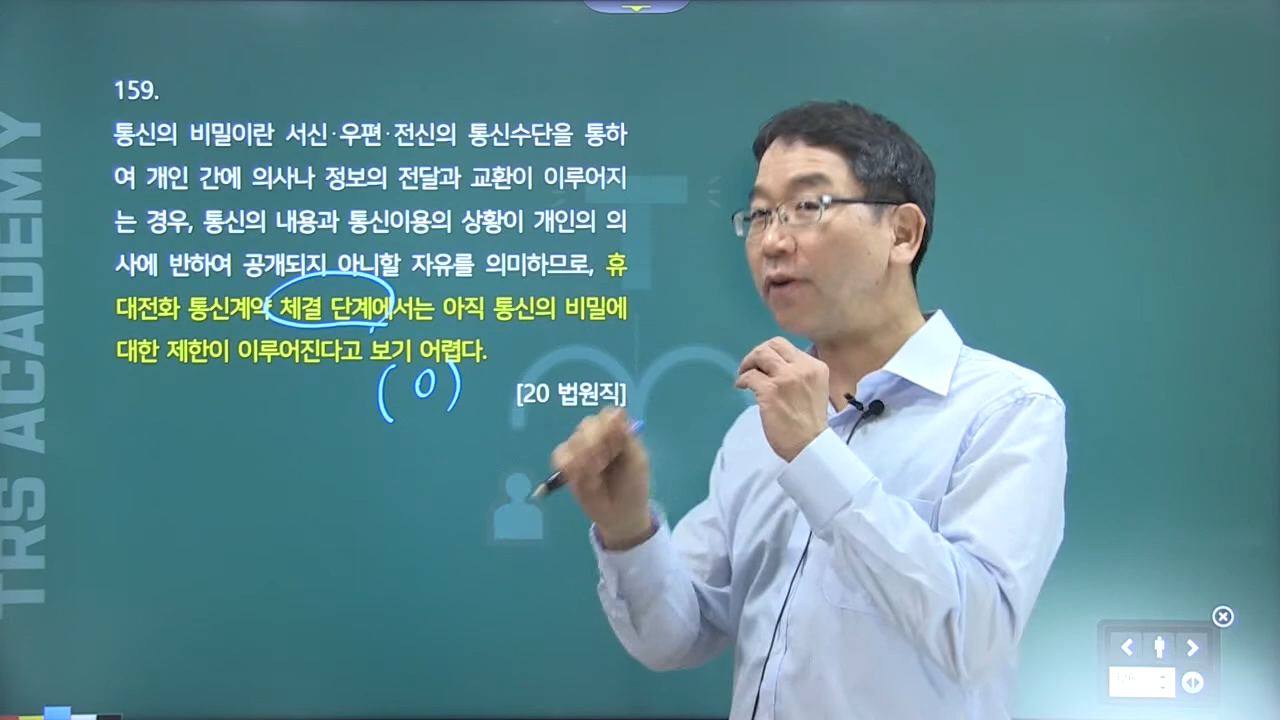 159.
통신의 비밀이란 서신·우편·전신의 통신수단을 통하
여 개인 간에 의사나 정보의 전달과 교환이 이루어지
는 경우, 통신의 내용과 통신이용의 상황이 개인의 의
사에 반하여 공개되지 아니할 자유를 의미하므로, 휴
대전화 통신계약 체결 단계에서는 아직 통신의 비밀에
대한 제한이 이루어진다고 보기 어렵다.
(O)
[20 법원직]
TRS ACADEMY